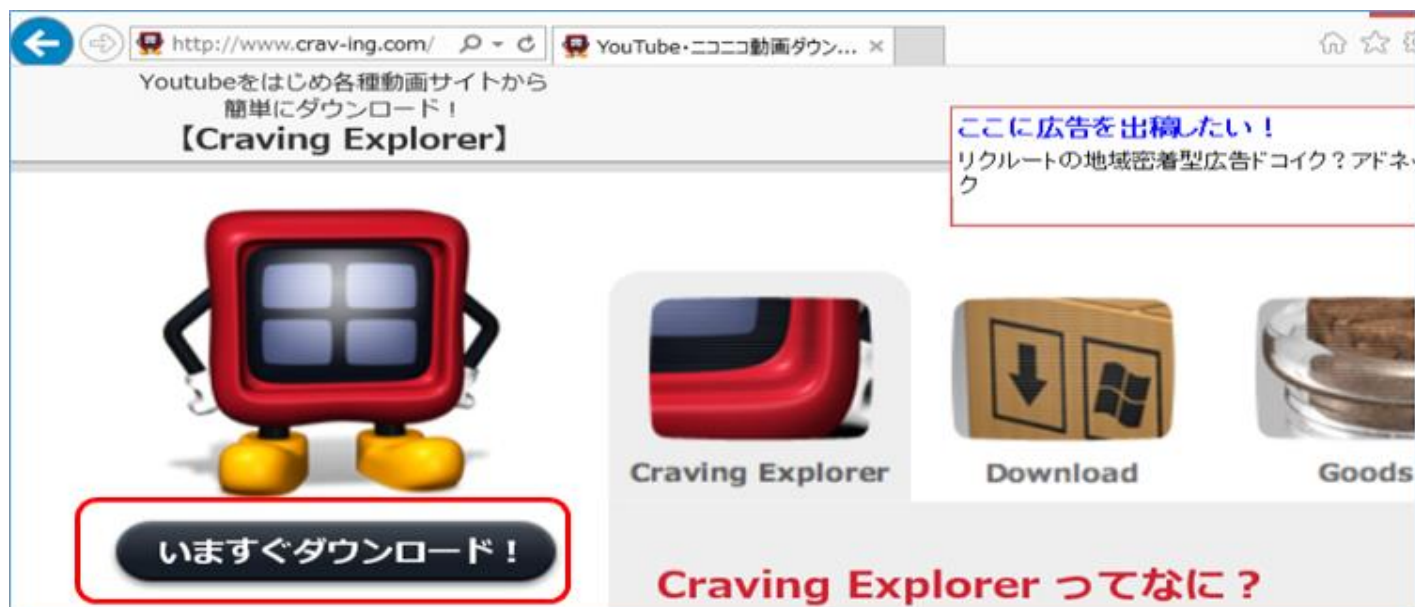 http://www.crav-ing.com/
YouTube・ニコニコ動画ダウン...
Youtubeをはじめ各種動画サイトから
簡単にダウンロード！
【Craving Explorer】
ここに広告を出稿したい！
リクルートの地域密着型広告ドコイク？アドネッ
ク
Craving Explorer
Download
Goods
いますぐダウンロード！
Craving Explorer ってなに？